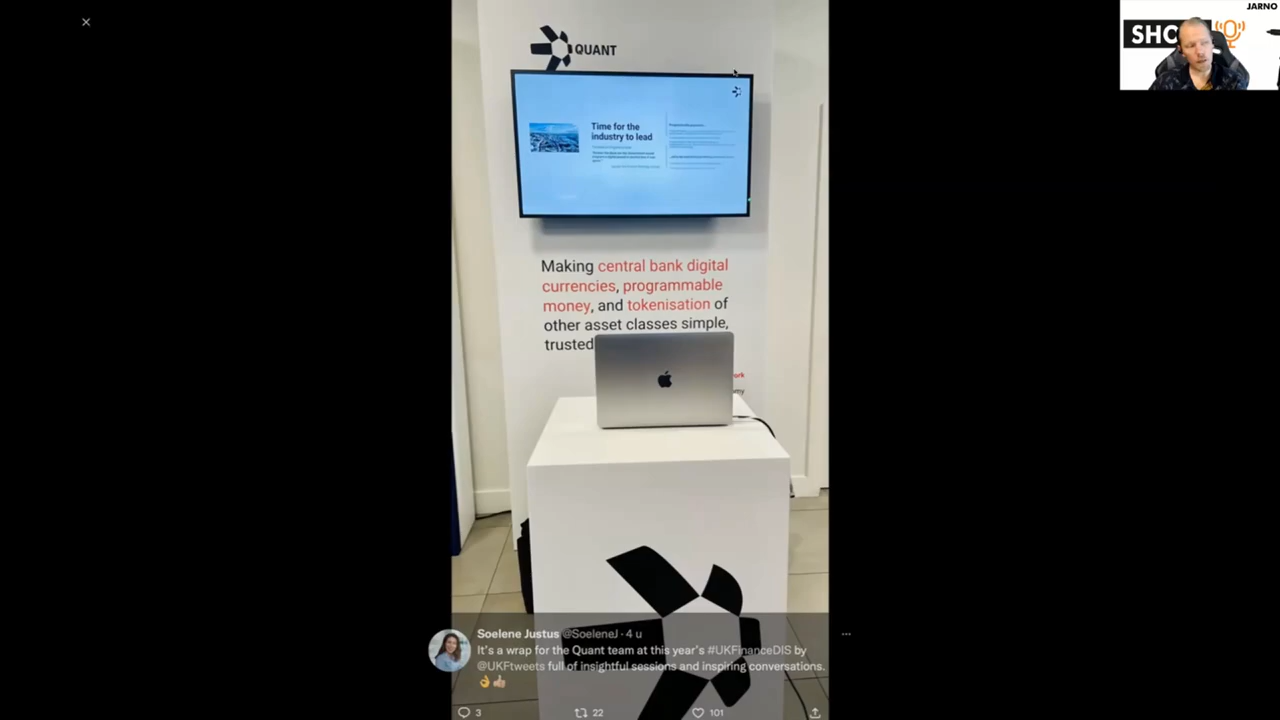 JARNO
SHO
QUANT
Time for the
industry to lead
Making central bank digital
currencies, programmable
money, and tokenisation of
other asset classes simple,
trusted
Soelene Justus @SoeleneJ · 4 u
It's a wrap for the Quant team at this year's #UKFinanceDIS by
@UKFtweets full of insightful sessions and inspiring conversations.
👌🏼👍🏼
3 22 101